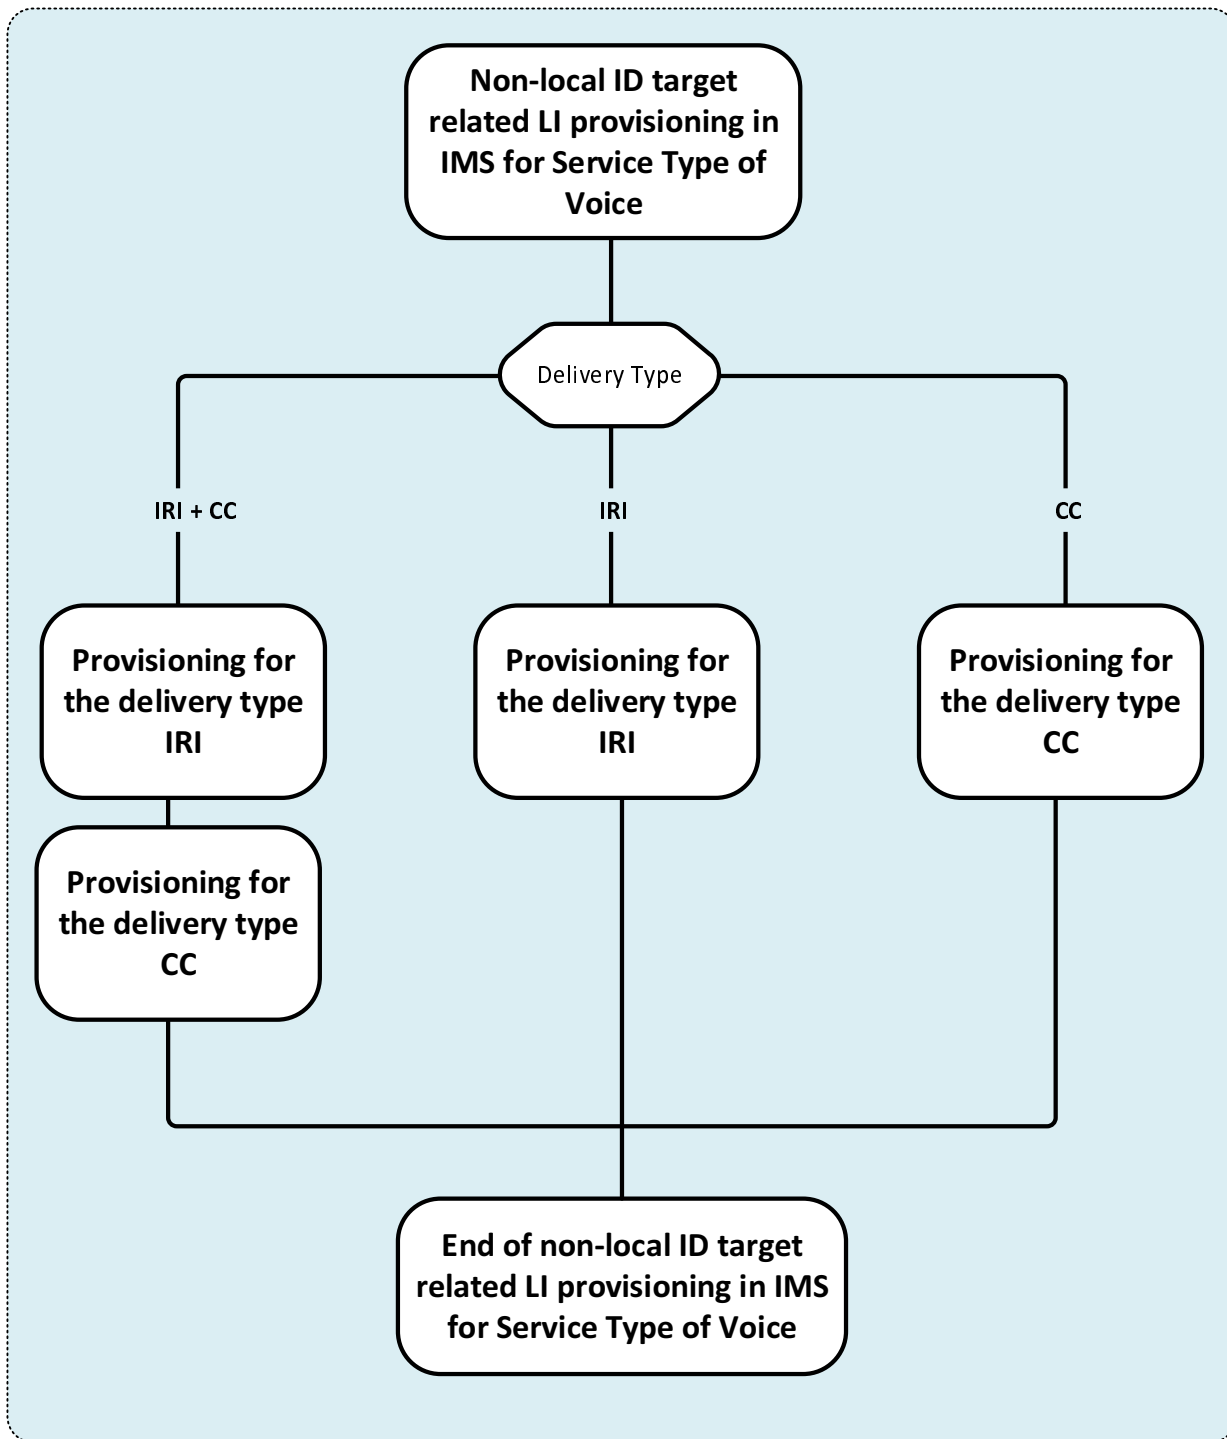 Non-local ID target
related LI provisioning in
IMS for Service Type of
Voice
Delivery Type
IRI + CC
IRI
CC
Provisioning for
the delivery type
IRI
Provisioning for
the delivery type
IRI
Provisioning for
the delivery type
CC
Provisioning for
the delivery type
CC
End of non-local ID target
related LI provisioning in IMS
for Service Type of Voice